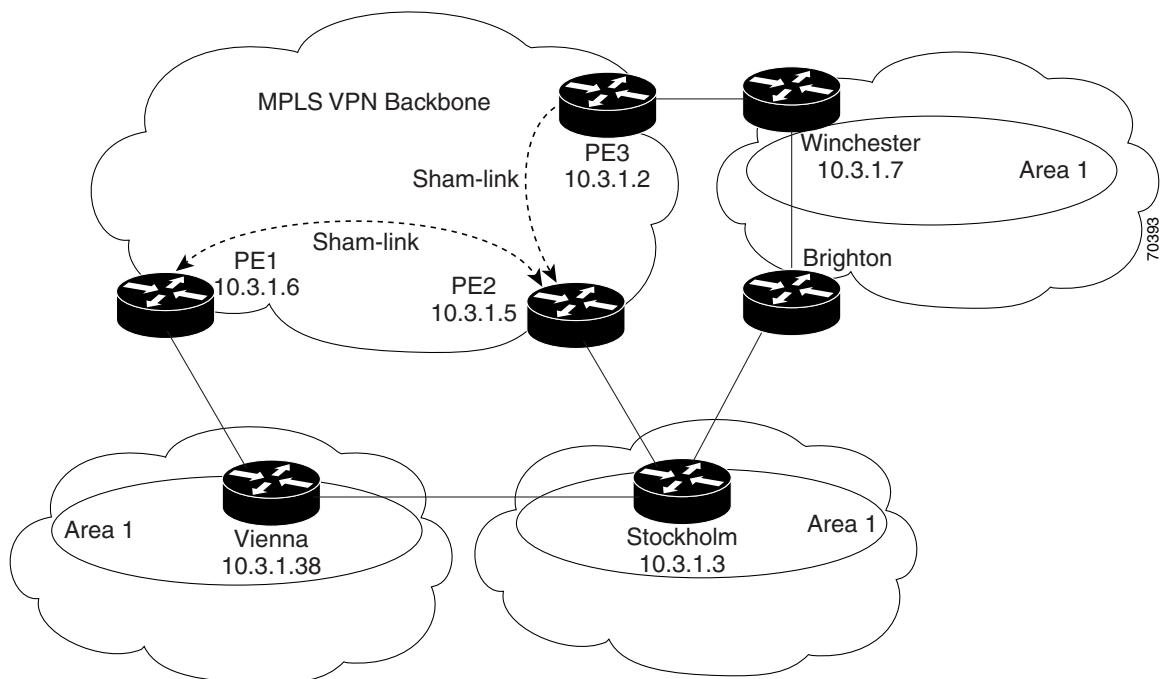 MPLS VPN Backbone
PE3
10.3.1.2
Winchester
10.3.1.7
Area 1
Sham-link
Sham-link
PE1
10.3.1.6
PE2
10.3.1.5
Brighton
70393
Area 1
Vienna
10.3.1.38
Stockholm
10.3.1.3
Area 1